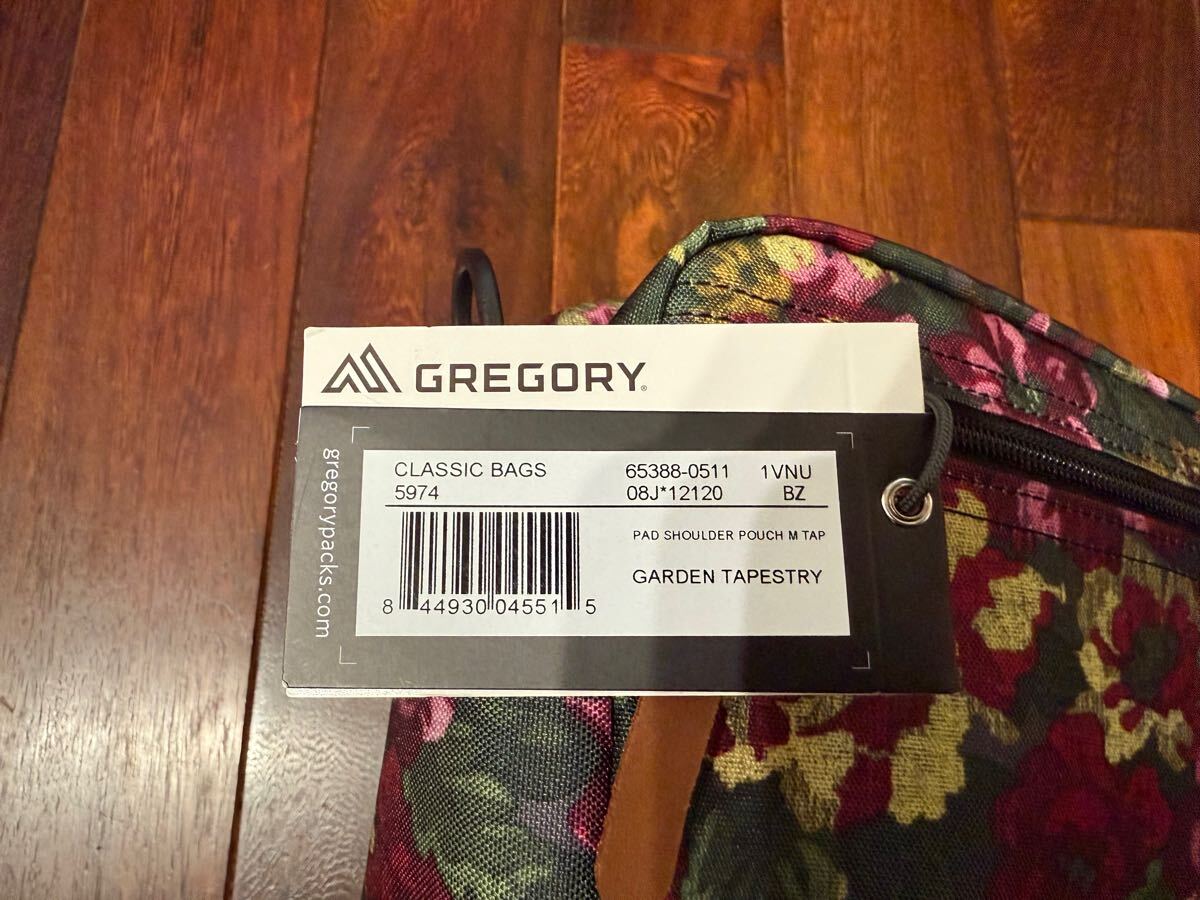 GREGORY®
gregorypacks.com
CLASSIC BAGS 65388-0511 1VNU
5974 08J*12120 BZ
PAD SHOULDER POUCH M TAP
GARDEN TAPESTRY
8 44930 04551 5